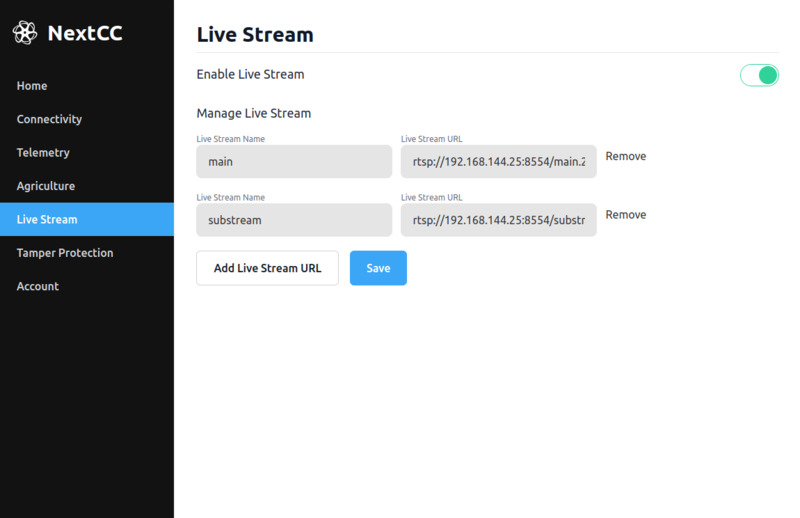 NextCC
Home
Connectivity
Telemetry
Agriculture
Live Stream
Tamper Protection
Account
Live Stream
Enable Live Stream
Manage Live Stream
Live Stream Name
Live Stream URL
main
rtsp://192.168.144.25:8554/main.2
Remove
Live Stream Name
Live Stream URL
substream
rtsp://192.168.144.25:8554/substr
Remove
Add Live Stream URL
Save